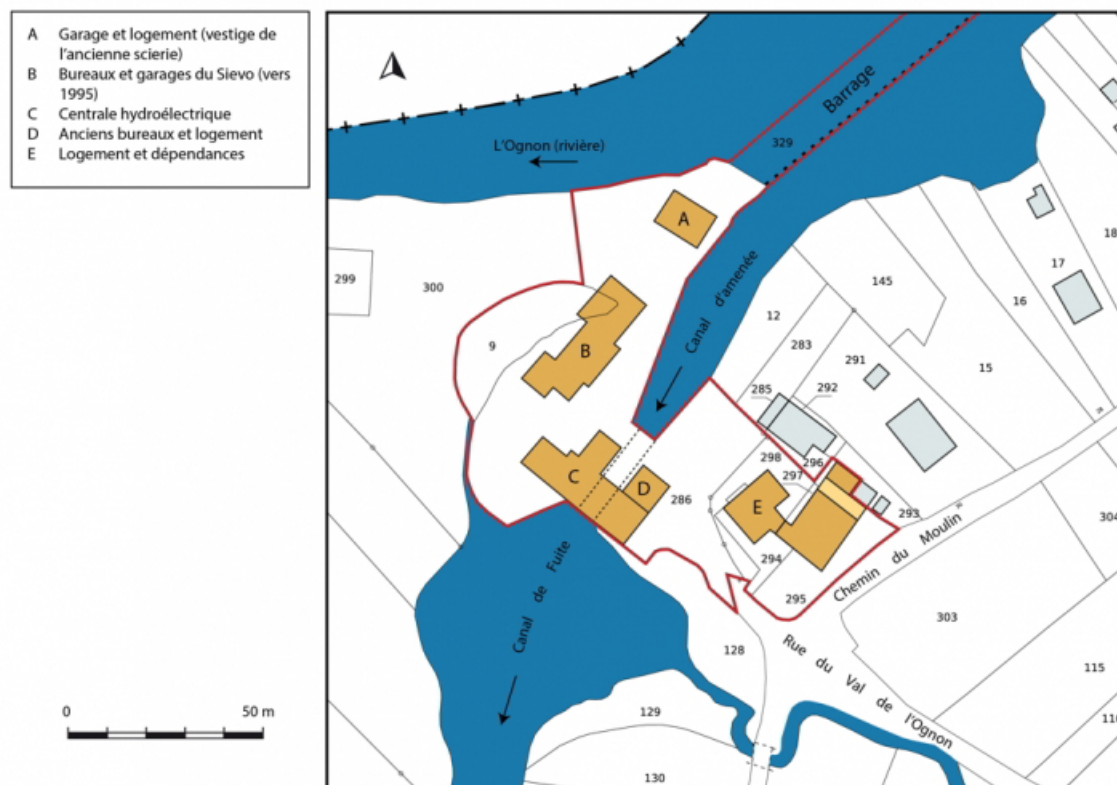 A Garage et logement (vestige de
l'ancienne scierie)
B Bureaux et garages du Sievo (vers
1995)
C Centrale hydroélectrique
D Anciens bureaux et logement
E Logement et dépendances
0 50 m
Barrage
L'Ognon (rivière)
329
A
299
300
9
B
Canal d'amenée
12
145
283
291
285
292
17
18
16
15
C
D
286
298
297
296
E
293
294
295
Chemin du Moulin
304
303
115
Canal de Fuite
128
Rue du Val de l'Ognon
129
130